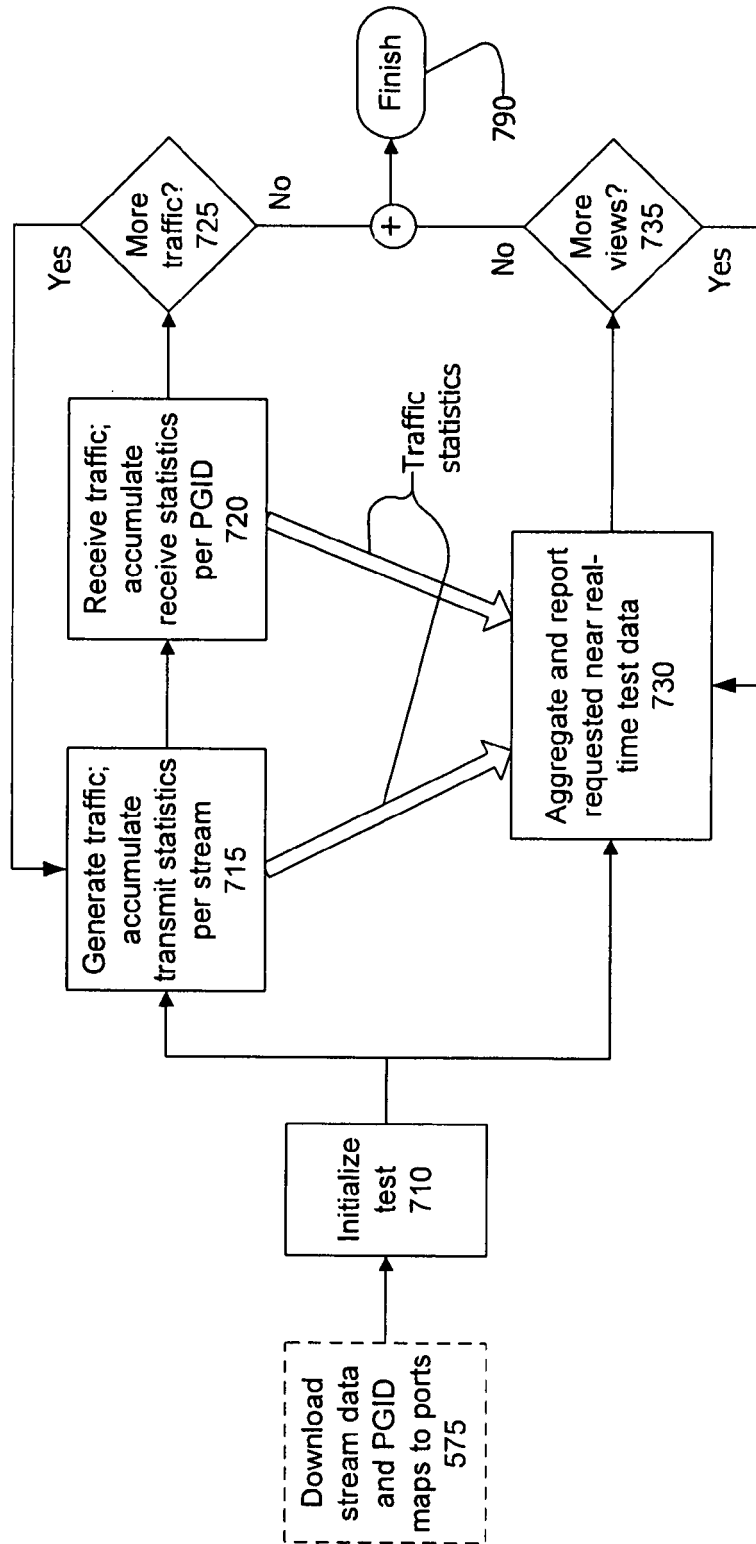 Download
stream data
and PGID
maps to ports
575
Initialize
test
710
Generate traffic;
accumulate
transmit statistics
per stream
715
Receive traffic;
accumulate
receive statistics
per PGID
720
Yes
More
traffic?
725
No
Traffic
statistics
+
Finish
790
Aggregate and report
requested near real-
time test data
730
No
More
views?
735
Yes